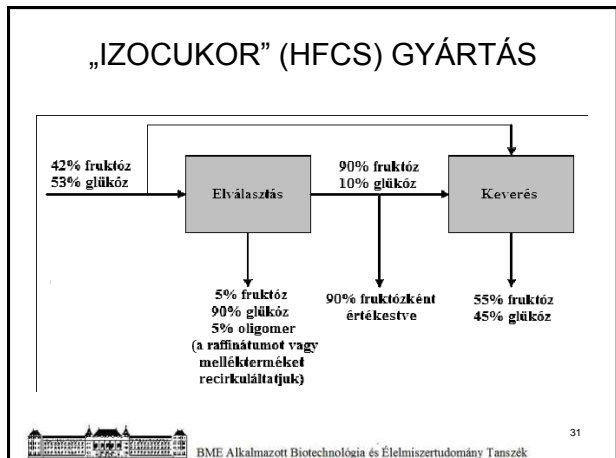 „IZOCUKOR” (HFCS) GYÁRTÁS
42% fruktóz
53% glükóz
Elválasztás
90% fruktóz
10% glükóz
Keverés
5% fruktóz
90% glükóz
5% oligomer
(a raffinátumot vagy
mellékterméket
recirkuláltatjuk)
90% fruktózként
értékestve
55% fruktóz
45% glükóz
BME Alkalmazott Biotechnológia és Élelmiszertudomány Tanszék
31